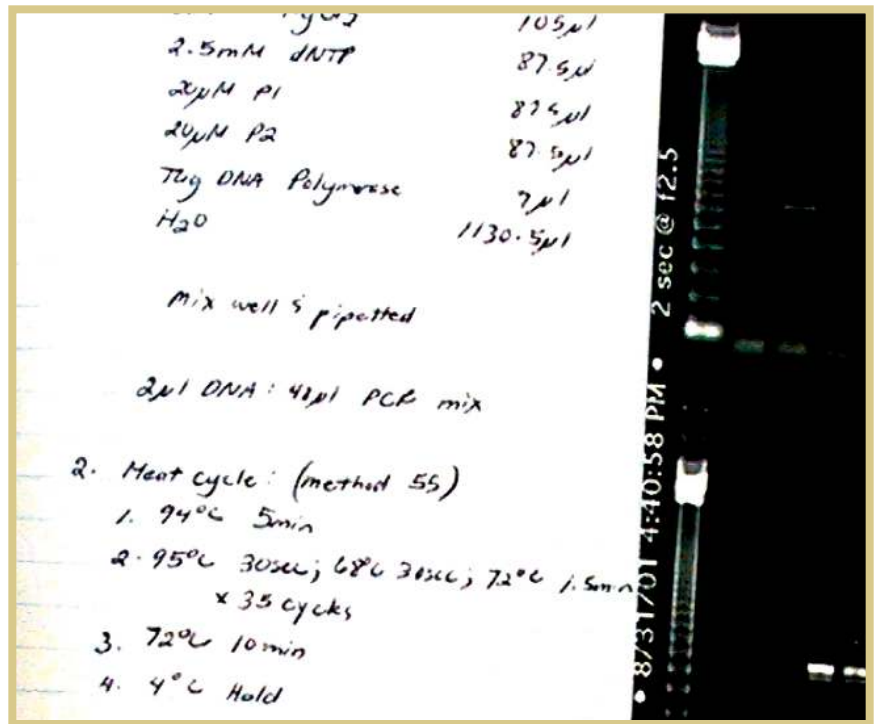 105µl
2.5mM dNTP 87.5µl
20µM P1 87.5µl
20µM P2 87.5µl
Taq DNA Polymerase 7µl
H2O 1130.5µl
Mix well & pipetted
2µl DNA : 48µl PCR mix
2. Heat cycle: (method 55)
1. 94°C 5min
2. 95°C 30sec; 68°C 30sec; 72°C 1.5min
x 35 cycles
3. 72°C 10min
4. 4°C Hold
• 8/31/01 4:40:58 PM • 2 sec @ f2.5